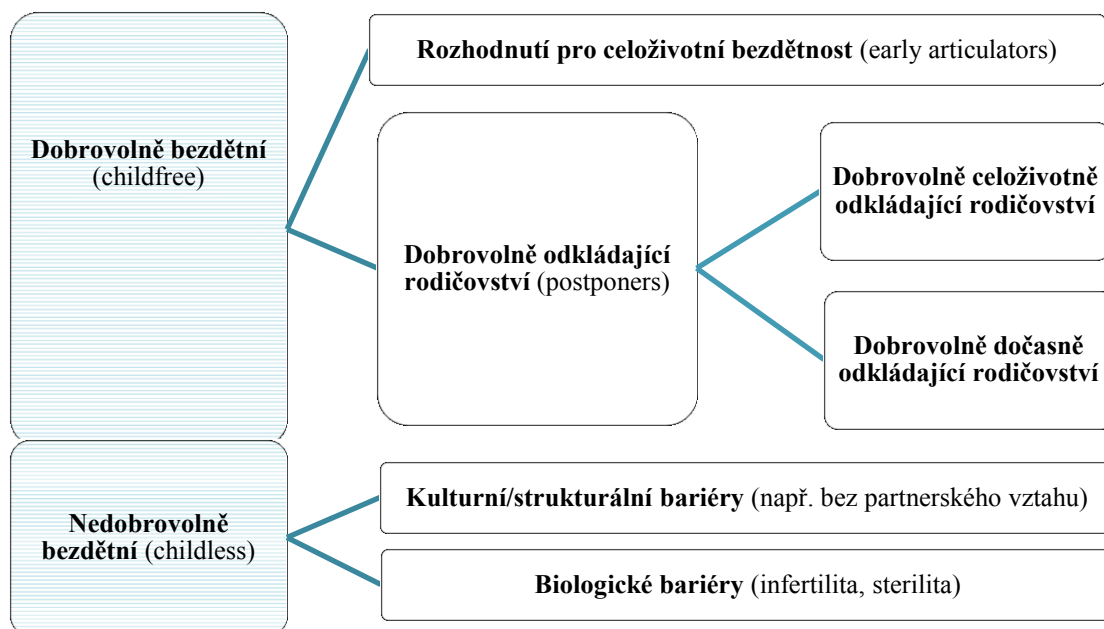 Dobrovolně bezdětní
(childfree)
Rozhodnutí pro celoživotní bezdětnost (early articulators)
Dobrovolně odkládající
rodičovství (postponers)
Dobrovolně celoživotně
odkládající rodičovství
Dobrovolně dočasně
odkládající rodičovství
Nedobrovolně
bezdětní (childless)
Kulturní/strukturální bariéry (např. bez partnerského vztahu)
Biologické bariéry (infertilita, sterilita)